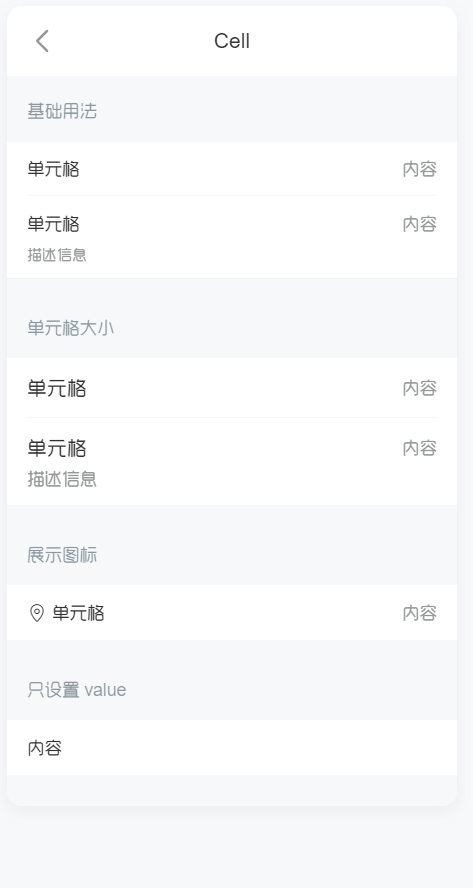 Cell
基础用法
单元格 内容
单元格 内容
描述信息
单元格大小
单元格 内容
单元格 内容
描述信息
展示图标
单元格 内容
只设置 value
内容